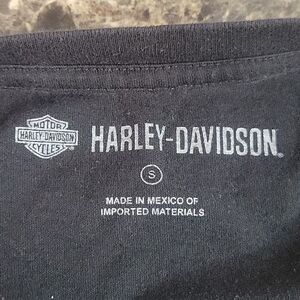 MOTOR
HARLEY-DAVIDSON
CYCLES
HARLEY-DAVIDSON
S
MADE IN MEXICO OF
IMPORTED MATERIALS